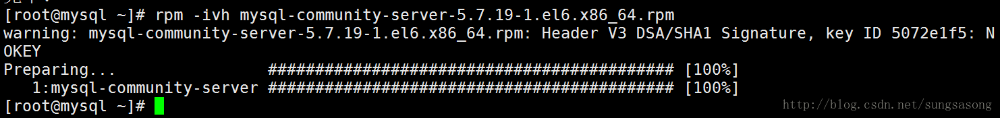 [root@mysql ~]# rpm -ivh mysql-community-server-5.7.19-1.el6.x86_64.rpm
warning: mysql-community-server-5.7.19-1.el6.x86_64.rpm: Header V3 DSA/SHA1 Signature, key ID 5072e1f5: N
OKEY
Preparing... ########################################### [100%]
1:mysql-community-server ########################################### [100%]
[root@mysql ~]#
http://blog.csdn.net/sungsasong